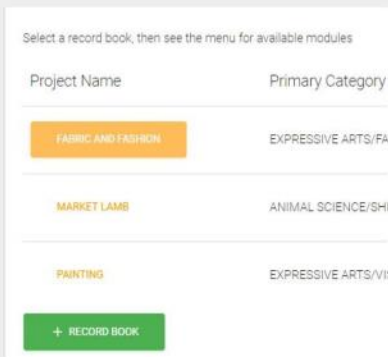 Select a record book, then see the menu for available modules
Project Name Primary Category
FABRIC AND FASHION EXPRESSIVE ARTS/FA
MARKET LAMB ANIMAL SCIENCE/SH
PAINTING EXPRESSIVE ARTS/VIS
+ RECORD BOOK